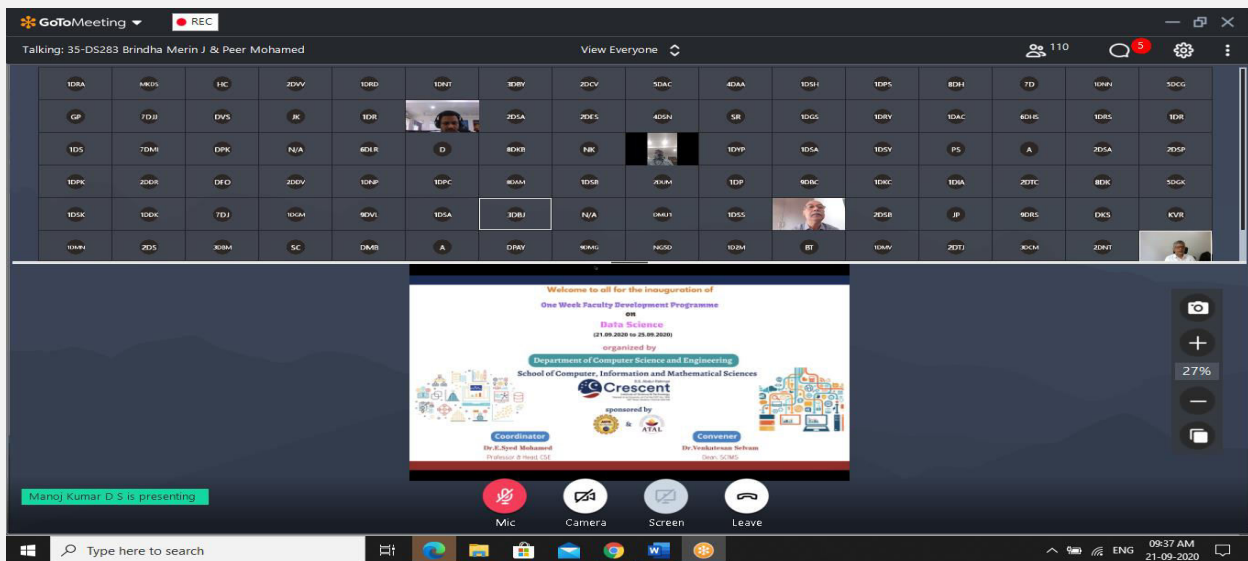 GoToMeeting REC
Talking: 35-DS283 Brindha Merin J & Peer Mohamed View Everyone 110 5
1DRA MKDS HC 2DVV 1DRD 1DNT 3DBY 2DCV 5DAC 4DAA 1DSH 1DPS 8DH 7D 1DNN 5DCG
GP 7DJJ DVS JK 1DR 2DSA 2DES 4DSN SR 1DGS 1DRY 1DAC 6DHS 1DRS 1DR
1DS 7DMI DPK N/A 6DLR D 8DKB NK 1DYP 1DSA 1DSY PS A 2DSA 2DSP
1DPK 2DDR DFO 2DDV 1DNP 1DPC 1DSB 1DP 9DBC 1DKC 1DIA 2DTC 8DK 5DGK
1DSK 1DDK 7DJ 1DGM 9DVL 1DSA 3DBJ N/A 1DSS 2DSB JP 9DRS DKS KVR
1DMN 2DS 3DBM SC DMB A DPAY 9DMG NGSD 1DZM BT 1DMV 2DTJ 2DNT
Welcome to all for the inauguration of
One Week Faculty Development Programme
on
Data Science
(21.09.2020 to 25.09.2020)
organized by
Department of Computer Science and Engineering
School of Computer, Information and Mathematical Sciences
Crescent
sponsored by
& ATAL
Coordinator Convener
Dr.E.Syed Mohamed Dr.Venkatesan Selvam
Professor & Head, CSE Dean, SCIMS
27%
Manoj Kumar D S is presenting
Mic Camera Screen Leave
Type here to search ENG 09:37 AM
21-09-2020